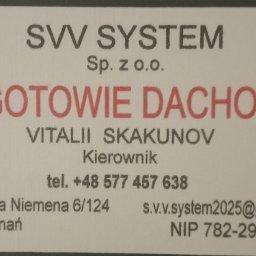 SVV SYSTEM
Sp. z o.o.
GOTOWIE DACHO
VITALII SKAKUNOV
Kierownik
tel. +48 577 457 638
a Niemena 6/124 s.v.v.system2025@
nań NIP 782-29